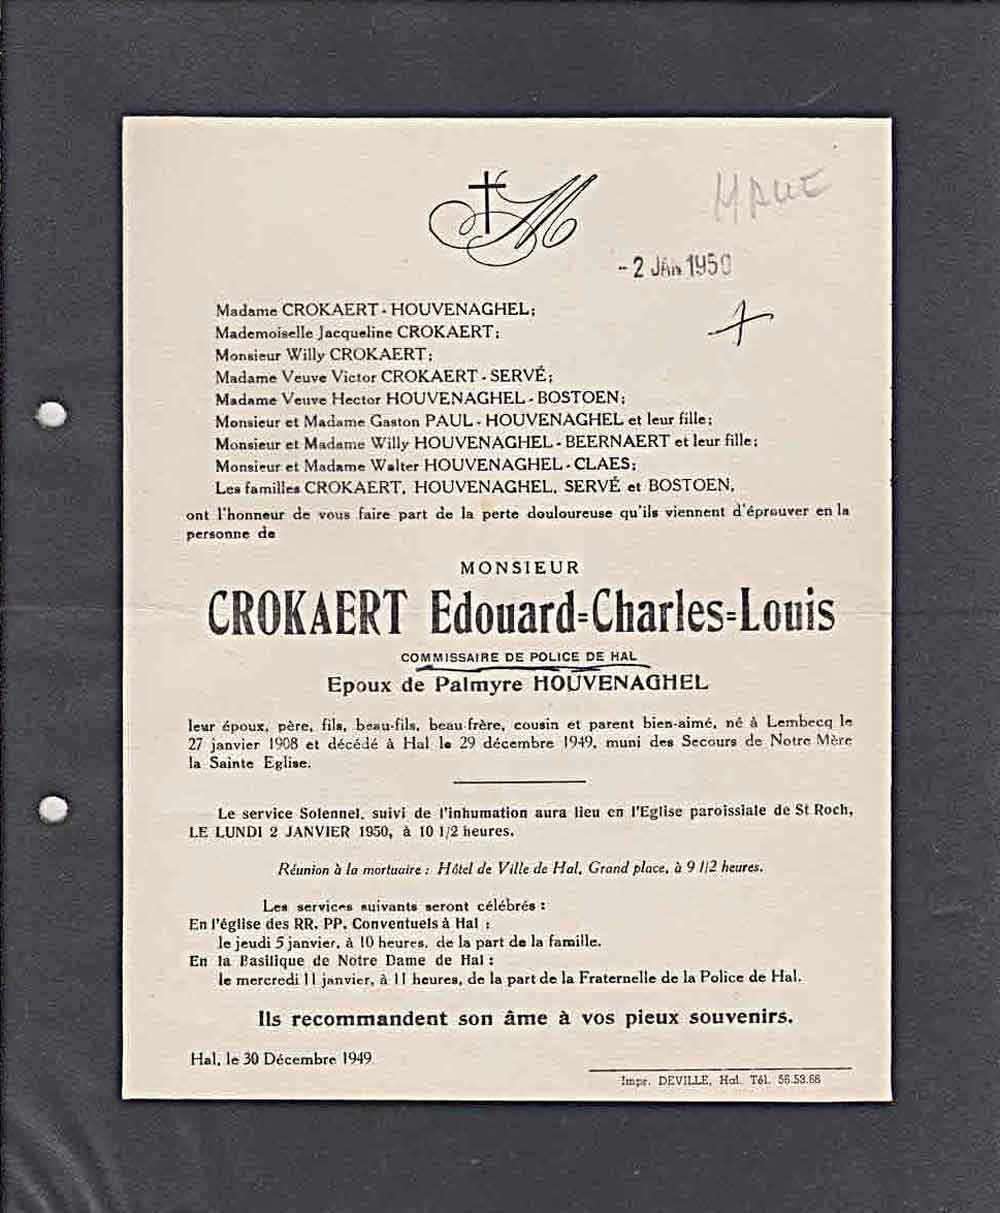 M
- 2 JAN 1950
Madame CROKAERT - HOUVENAGHEL;
Mademoiselle Jacqueline CROKAERT;
Monsieur Willy CROKAERT;
Madame Veuve Victor CROKAERT - SERVÉ;
Madame Veuve Hector HOUVENAGHEL - BOSTOEN;
Monsieur et Madame Gaston PAUL - HOUVENAGHEL et leur fille;
Monsieur et Madame Willy HOUVENAGHEL - BEERNAERT et leur fille;
Monsieur et Madame Walter HOUVENAGHEL - CLAES;
Les familles CROKAERT, HOUVENAGHEL, SERVÉ et BOSTOEN,
ont l'honneur de vous faire part de la perte douloureuse qu'ils viennent d'éprouver en la
personne de
MONSIEUR
CROKAERT Edouard=Charles=Louis
COMMISSAIRE DE POLICE DE HAL
Epoux de Palmyre HOUVENAGHEL
leur époux, père, fils, beau-fils, beau frère, cousin et parent bien-aimé, né à Lembecq le
27 janvier 1908 et décédé à Hal le 29 décembre 1949, muni des Secours de Notre Mère
la Sainte Eglise.
Le service Solennel, suivi de l'inhumation aura lieu en l'Eglise paroissiale de St Roch,
LE LUNDI 2 JANVIER 1950, à 10 1/2 heures.
Réunion à la mortuaire : Hôtel de Ville de Hal, Grand place, à 9 1/2 heures.
Les services suivants seront célébrés :
En l'église des RR. PP. Conventuels à Hal :
le jeudi 5 janvier, à 10 heures, de la part de la famille.
En la Basilique de Notre Dame de Hal :
le mercredi 11 janvier, à 11 heures, de la part de la Fraternelle de la Police de Hal.
Ils recommandent son âme à vos pieux souvenirs.
Hal, le 30 Décembre 1949
Impr. DEVILLE, Hal. Tél. 56.53.68